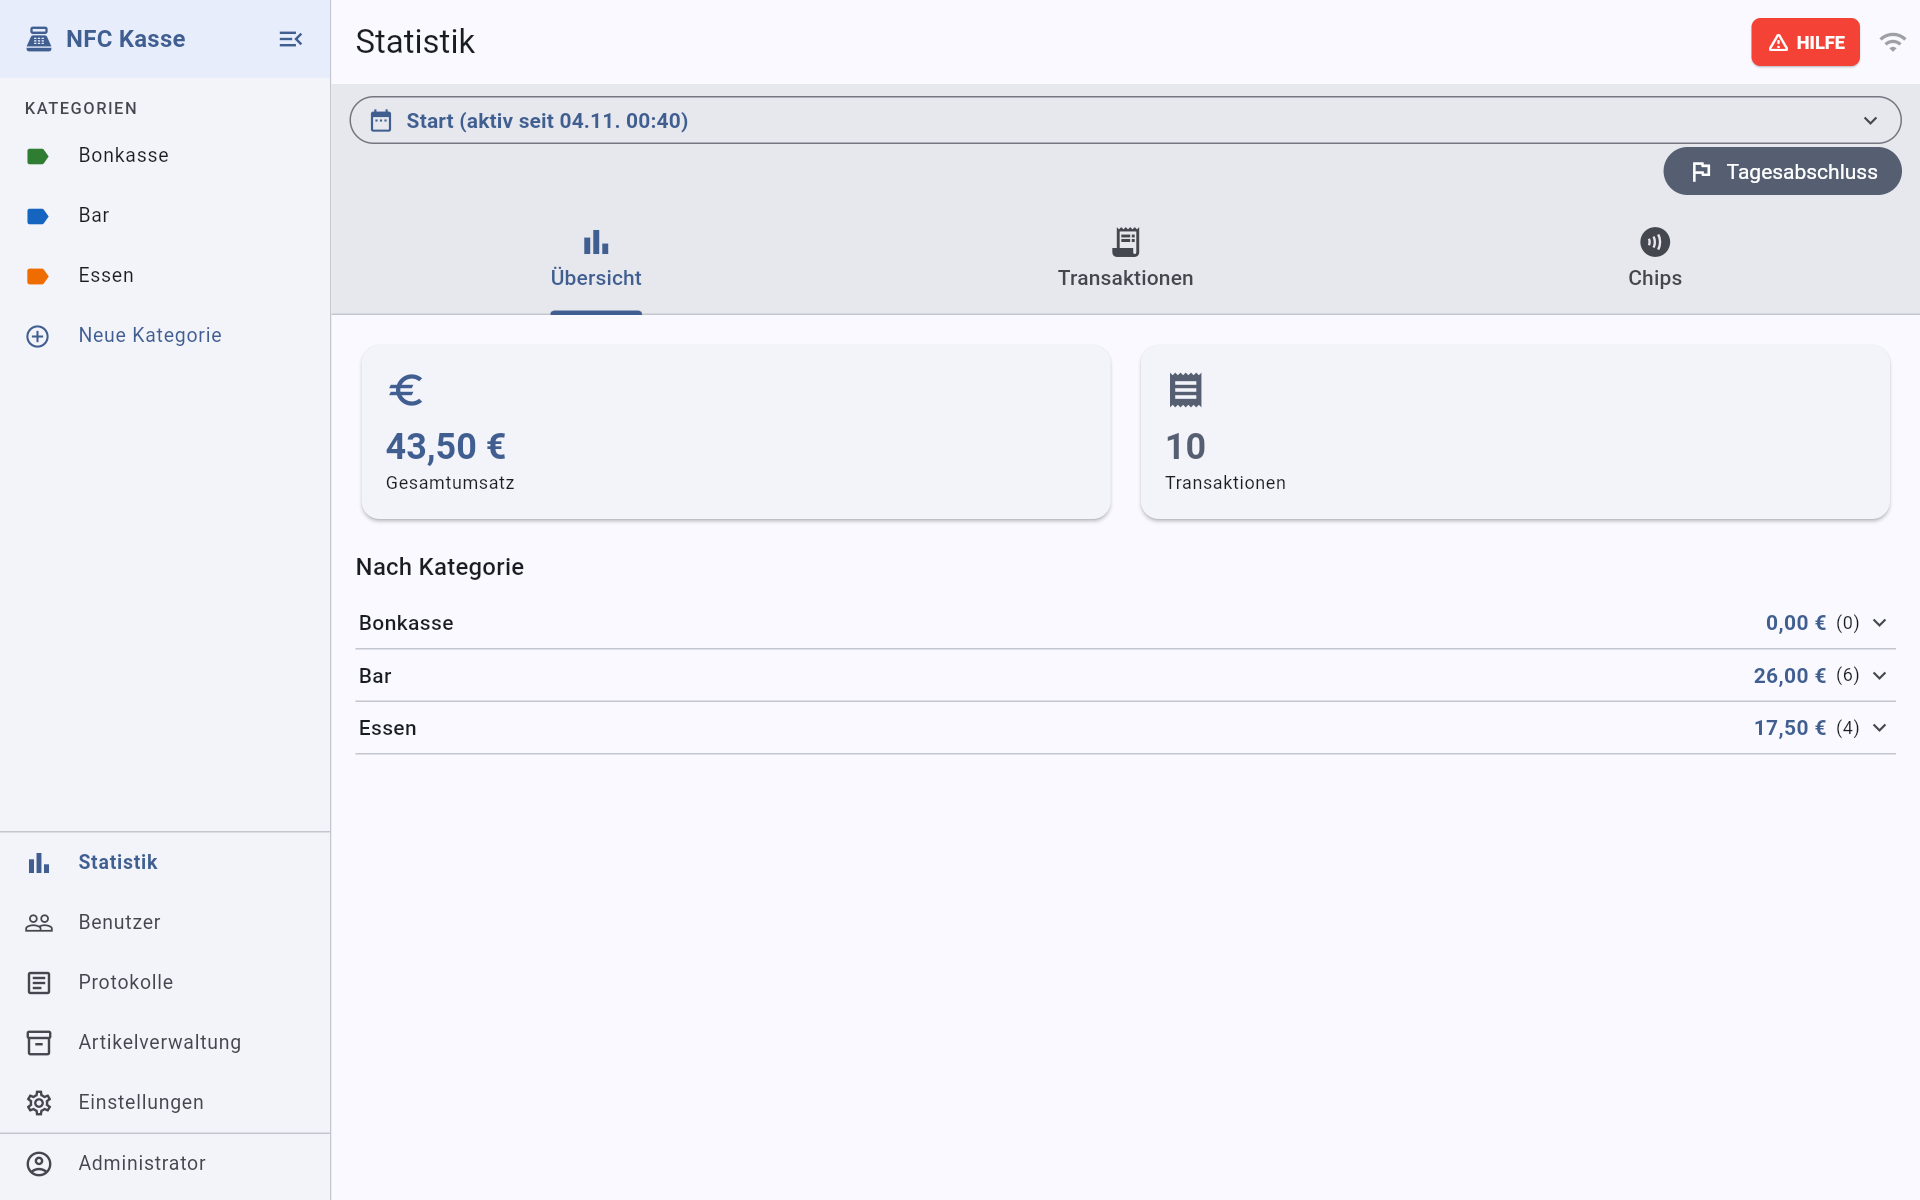 NFC Kasse
KATEGORIEN
Bonkasse
Bar
Essen
Neue Kategorie
Statistik
Benutzer
Protokolle
Artikelverwaltung
Einstellungen
Administrator
Statistik
HILFE
Start (aktiv seit 04.11. 00:40)
Tagesabschluss
Übersicht
Transaktionen
Chips
43,50 €
Gesamtumsatz
10
Transaktionen
Nach Kategorie
Bonkasse 0,00 € (0)
Bar 26,00 € (6)
Essen 17,50 € (4)